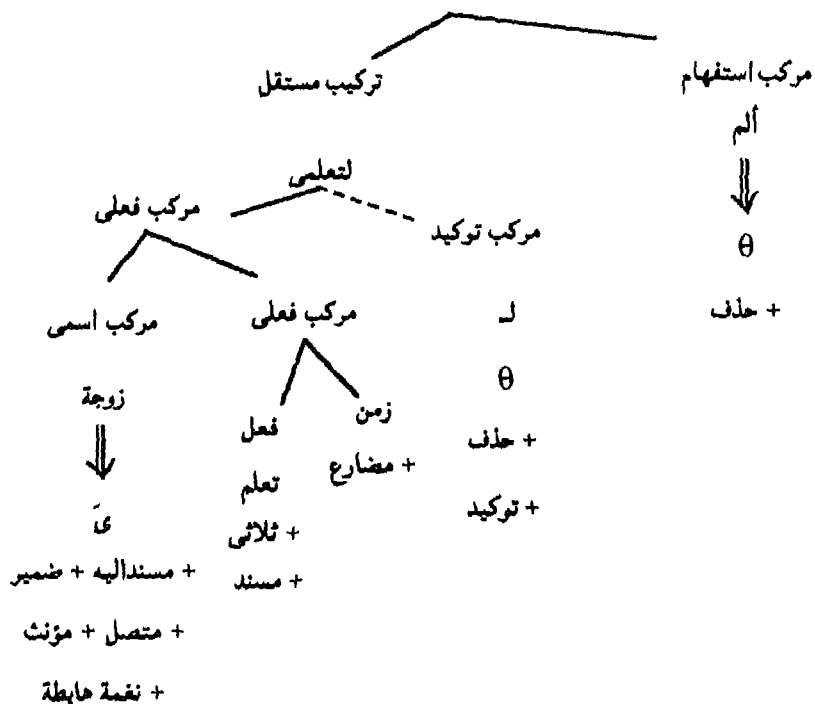 مركب استفهام
ألم
θ
+ حذف
تركيب مستقل
لتعلمى
مركب توكيد
لـ
θ
+ حذف
+ توكيد
مركب فعلى
مركب فعلى
زمن
+ مضارع
فعل
تعلم
+ ثلاثى
+ مسند
مركب اسمى
زوجة
ىَ
+ مسنداليه + ضمير
+ متصل + مؤنث
+ نغمة هابطة